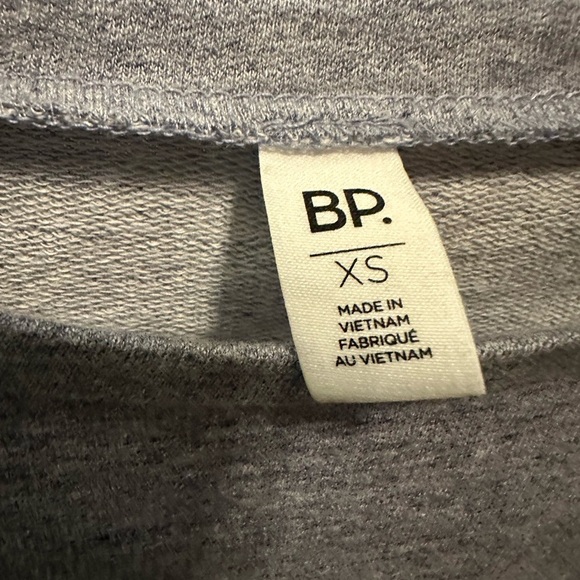 BP.
XS
MADE IN
VIETNAM
FABRIQUÉ
AU VIETNAM